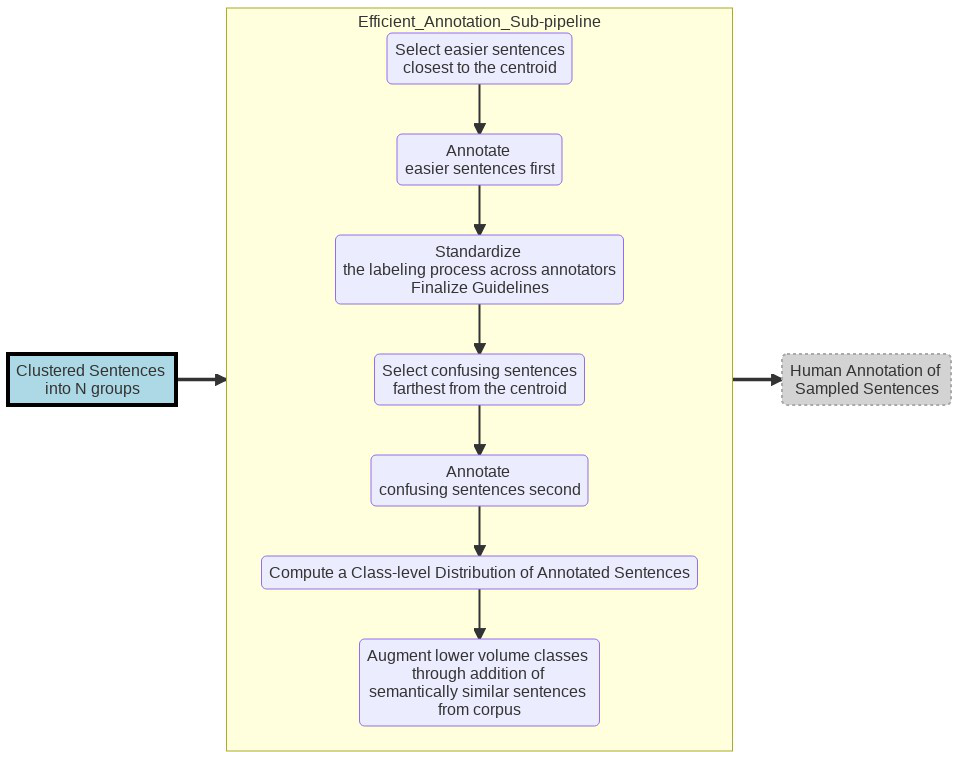 Efficient_Annotation_Sub-pipeline
Select easier sentences
closest to the centroid
Annotate
easier sentences first
Standardize
the labeling process across annotators
Finalize Guidelines
Clustered Sentences
into N groups
Select confusing sentences
farthest from the centroid
Human Annotation of
Sampled Sentences
Annotate
confusing sentences second
Compute a Class-level Distribution of Annotated Sentences
Augment lower volume classes
through addition of
semantically similar sentences
from corpus